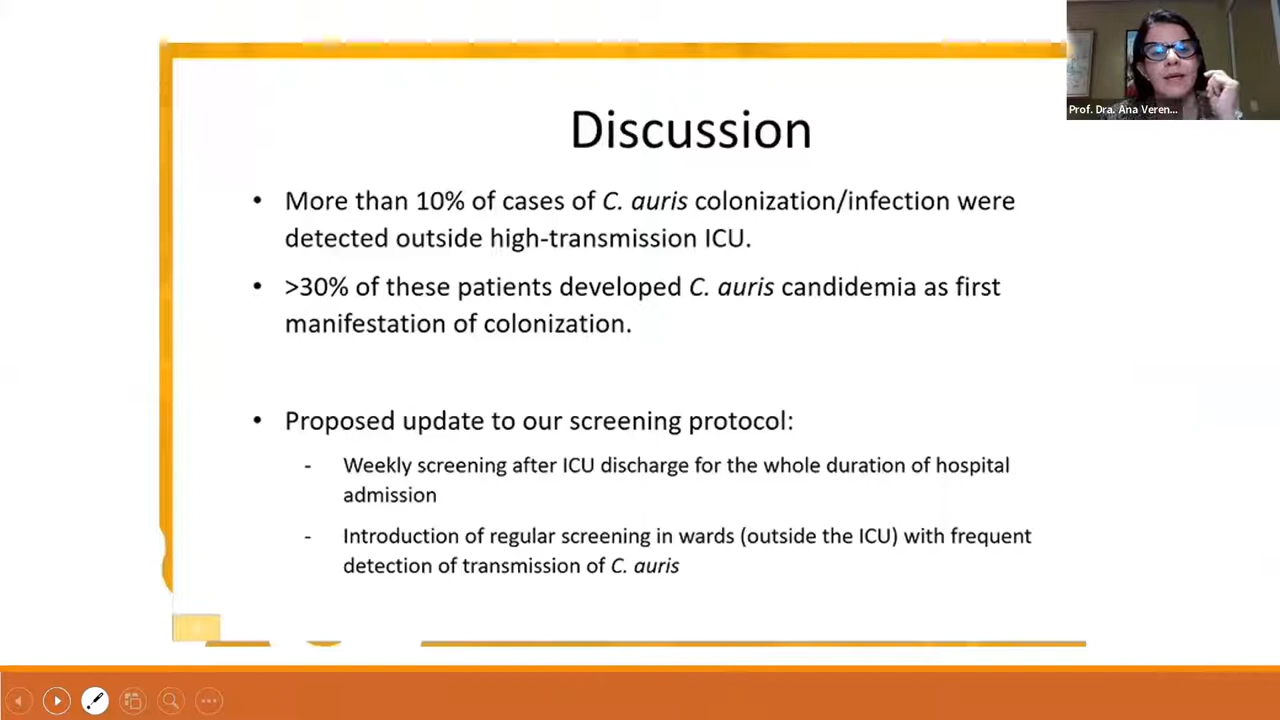 Prof. Dra. Ana Veren...
Discussion
• More than 10% of cases of C. auris colonization/infection were
detected outside high-transmission ICU.
• >30% of these patients developed C. auris candidemia as first
manifestation of colonization.
• Proposed update to our screening protocol:
- Weekly screening after ICU discharge for the whole duration of hospital
admission
- Introduction of regular screening in wards (outside the ICU) with frequent
detection of transmission of C. auris